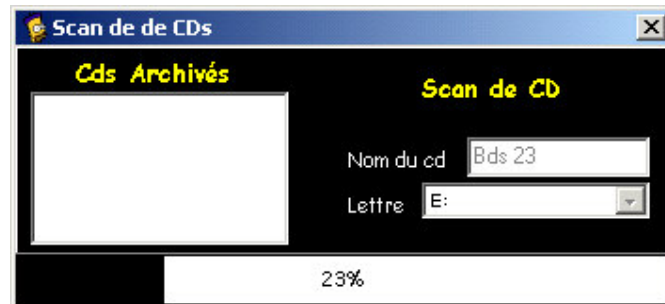 Scan de de CDs
Cds Archivés
Scan de CD
Nom du cd Bds 23
Lettre E:
23%